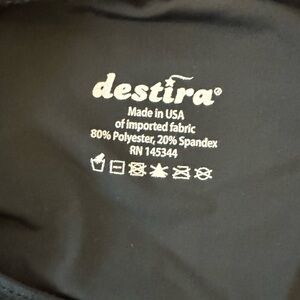 destira®
Made in USA
of imported fabric
80% Polyester, 20% Spandex
RN 145344